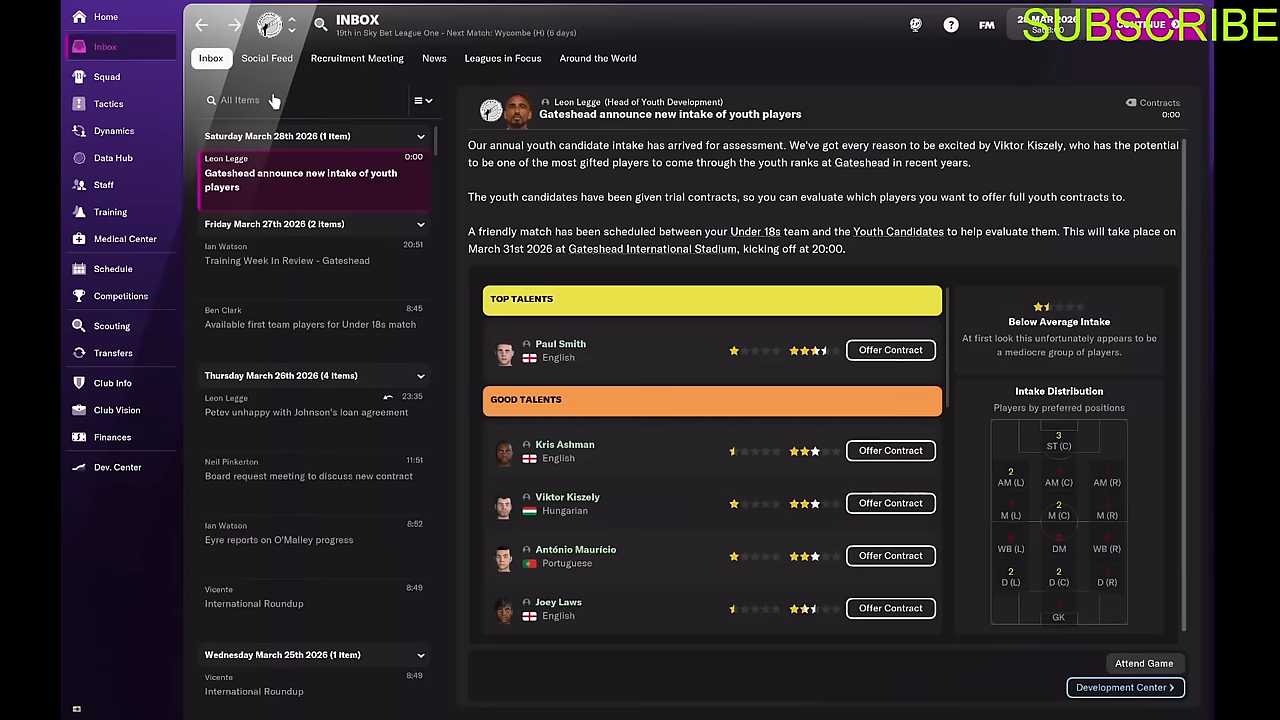 Home
Inbox
Squad
Tactics
Dynamics
Data Hub
Staff
Training
Medical Center
Schedule
Competitions
Scouting
Transfers
Club Info
Club Vision
Finances
Dev. Center
INBOX
19th in Sky Bet League One - Next Match: Wycombe (H) (6 days)
FM
28 MAR 2026
CONTINUE
SUBSCRIBE
Inbox
Social Feed
Recruitment Meeting
News
Leagues in Focus
Around the World
All Items
Saturday March 28th 2026 (1 Item)
Leon Legge 0:00
Gateshead announce new intake of youth
players
Friday March 27th 2026 (2 items)
Ian Watson 20:51
Training Week In Review - Gateshead
Ben Clark 8:45
Available first team players for Under 18s match
Thursday March 26th 2026 (4 Items)
Leon Legge 23:35
Petev unhappy with Johnson's loan agreement
Neil Pinkerton 11:51
Board request meeting to discuss new contract
Ian Watson 8:52
Eyre reports on O'Malley progress
Vicente 8:49
International Roundup
Wednesday March 25th 2026 (1 Item)
Vicente 8:49
International Roundup
Leon Legge (Head of Youth Development)
Gateshead announce new intake of youth players
Contracts
0:00
Our annual youth candidate intake has arrived for assessment. We've got every reason to be excited by Viktor Kiszely, who has the potential
to be one of the most gifted players to come through the youth ranks at Gateshead in recent years.
The youth candidates have been given trial contracts, so you can evaluate which players you want to offer full youth contracts to.
A friendly match has been scheduled between your Under 18s team and the Youth Candidates to help evaluate them. This will take place on
March 31st 2026 at Gateshead International Stadium, kicking off at 20:00.
TOP TALENTS
Paul Smith
English
Offer Contract
GOOD TALENTS
Kris Ashman
English
Offer Contract
Viktor Kiszely
Hungarian
Offer Contract
António Maurício
Portuguese
Offer Contract
Joey Laws
English
Offer Contract
Below Average Intake
At first look this unfortunately appears to be
a mediocre group of players.
Intake Distribution
Players by preferred positions
3
ST (C)
2
AM (L) AM (C) AM (R)
2
M (L) M (C) M (R)
WB (L) DM WB (R)
2 2
D (L) D (C) D (R)
GK
Attend Game
Development Center